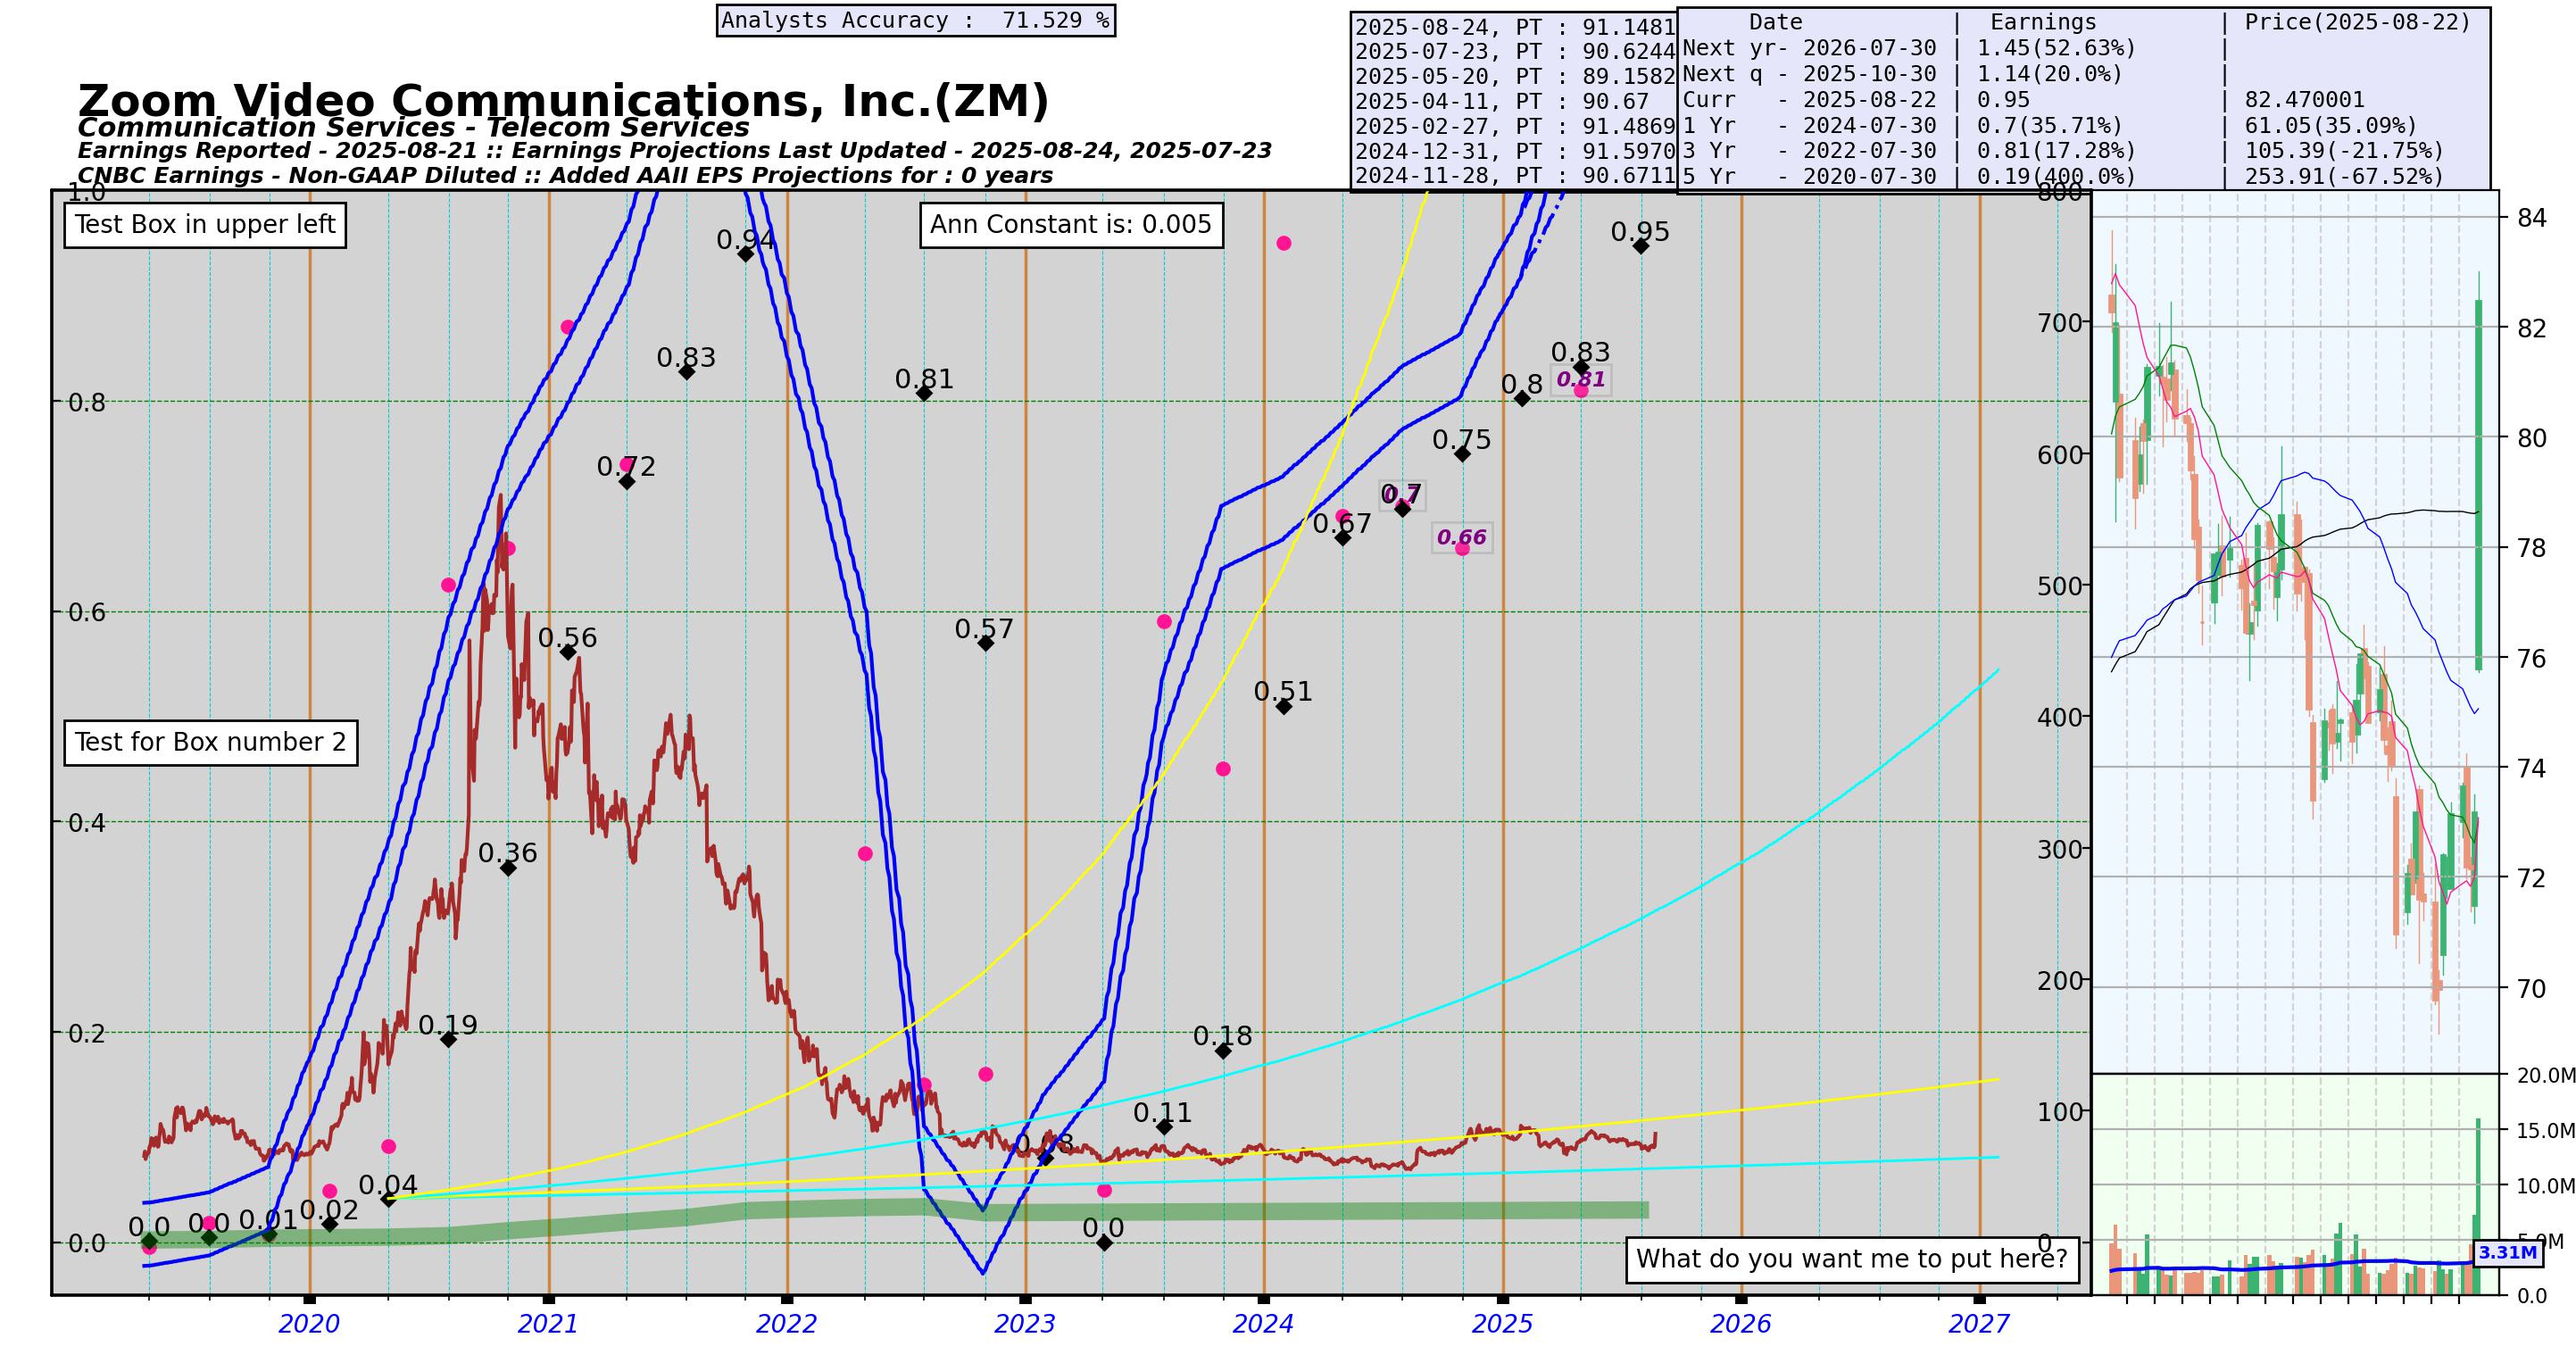 Analysts Accuracy :  71.529 %
2025-08-24, PT : 91.1481
2025-07-23, PT : 90.6244
2025-05-20, PT : 89.1582
2025-04-11, PT : 90.67
2025-02-27, PT : 91.4869
2024-12-31, PT : 91.5970
2024-11-28, PT : 90.6711
Date | Earnings | Price(2025-08-22)
Next yr- 2026-07-30 | 1.45(52.63%) |
Next q - 2025-10-30 | 1.14(20.0%) |
Curr - 2025-08-22 | 0.95 | 82.470001
1 Yr - 2024-07-30 | 0.7(35.71%) | 61.05(35.09%)
3 Yr - 2022-07-30 | 0.81(17.28%) | 105.39(-21.75%)
5 Yr - 2020-07-30 | 0.19(400.0%) | 253.91(-67.52%)
Zoom Video Communications, Inc.(ZM)
Communication Services - Telecom Services
Earnings Reported - 2025-08-21 :: Earnings Projections Last Updated - 2025-08-24, 2025-07-23
CNBC Earnings - Non-GAAP Diluted :: Added AAII EPS Projections for : 0 years
Test Box in upper left
Ann Constant is: 0.005
Test for Box number 2
What do you want me to put here?
1.0
0.8
0.6
0.4
0.2
0.0
0.0
0.0
0.01
0.02
0.04
0.19
0.36
0.56
0.72
0.83
0.94
0.81
0.57
0.0
0.11
0.18
0.51
0.67
0.7
0.7
0.75
0.66
0.8
0.83
0.81
0.95
800
700
600
500
400
300
200
100
0
84
82
80
78
76
74
72
70
20.0M
15.0M
10.0M
5.0M
3.31M
0.0
2020
2021
2022
2023
2024
2025
2026
2027